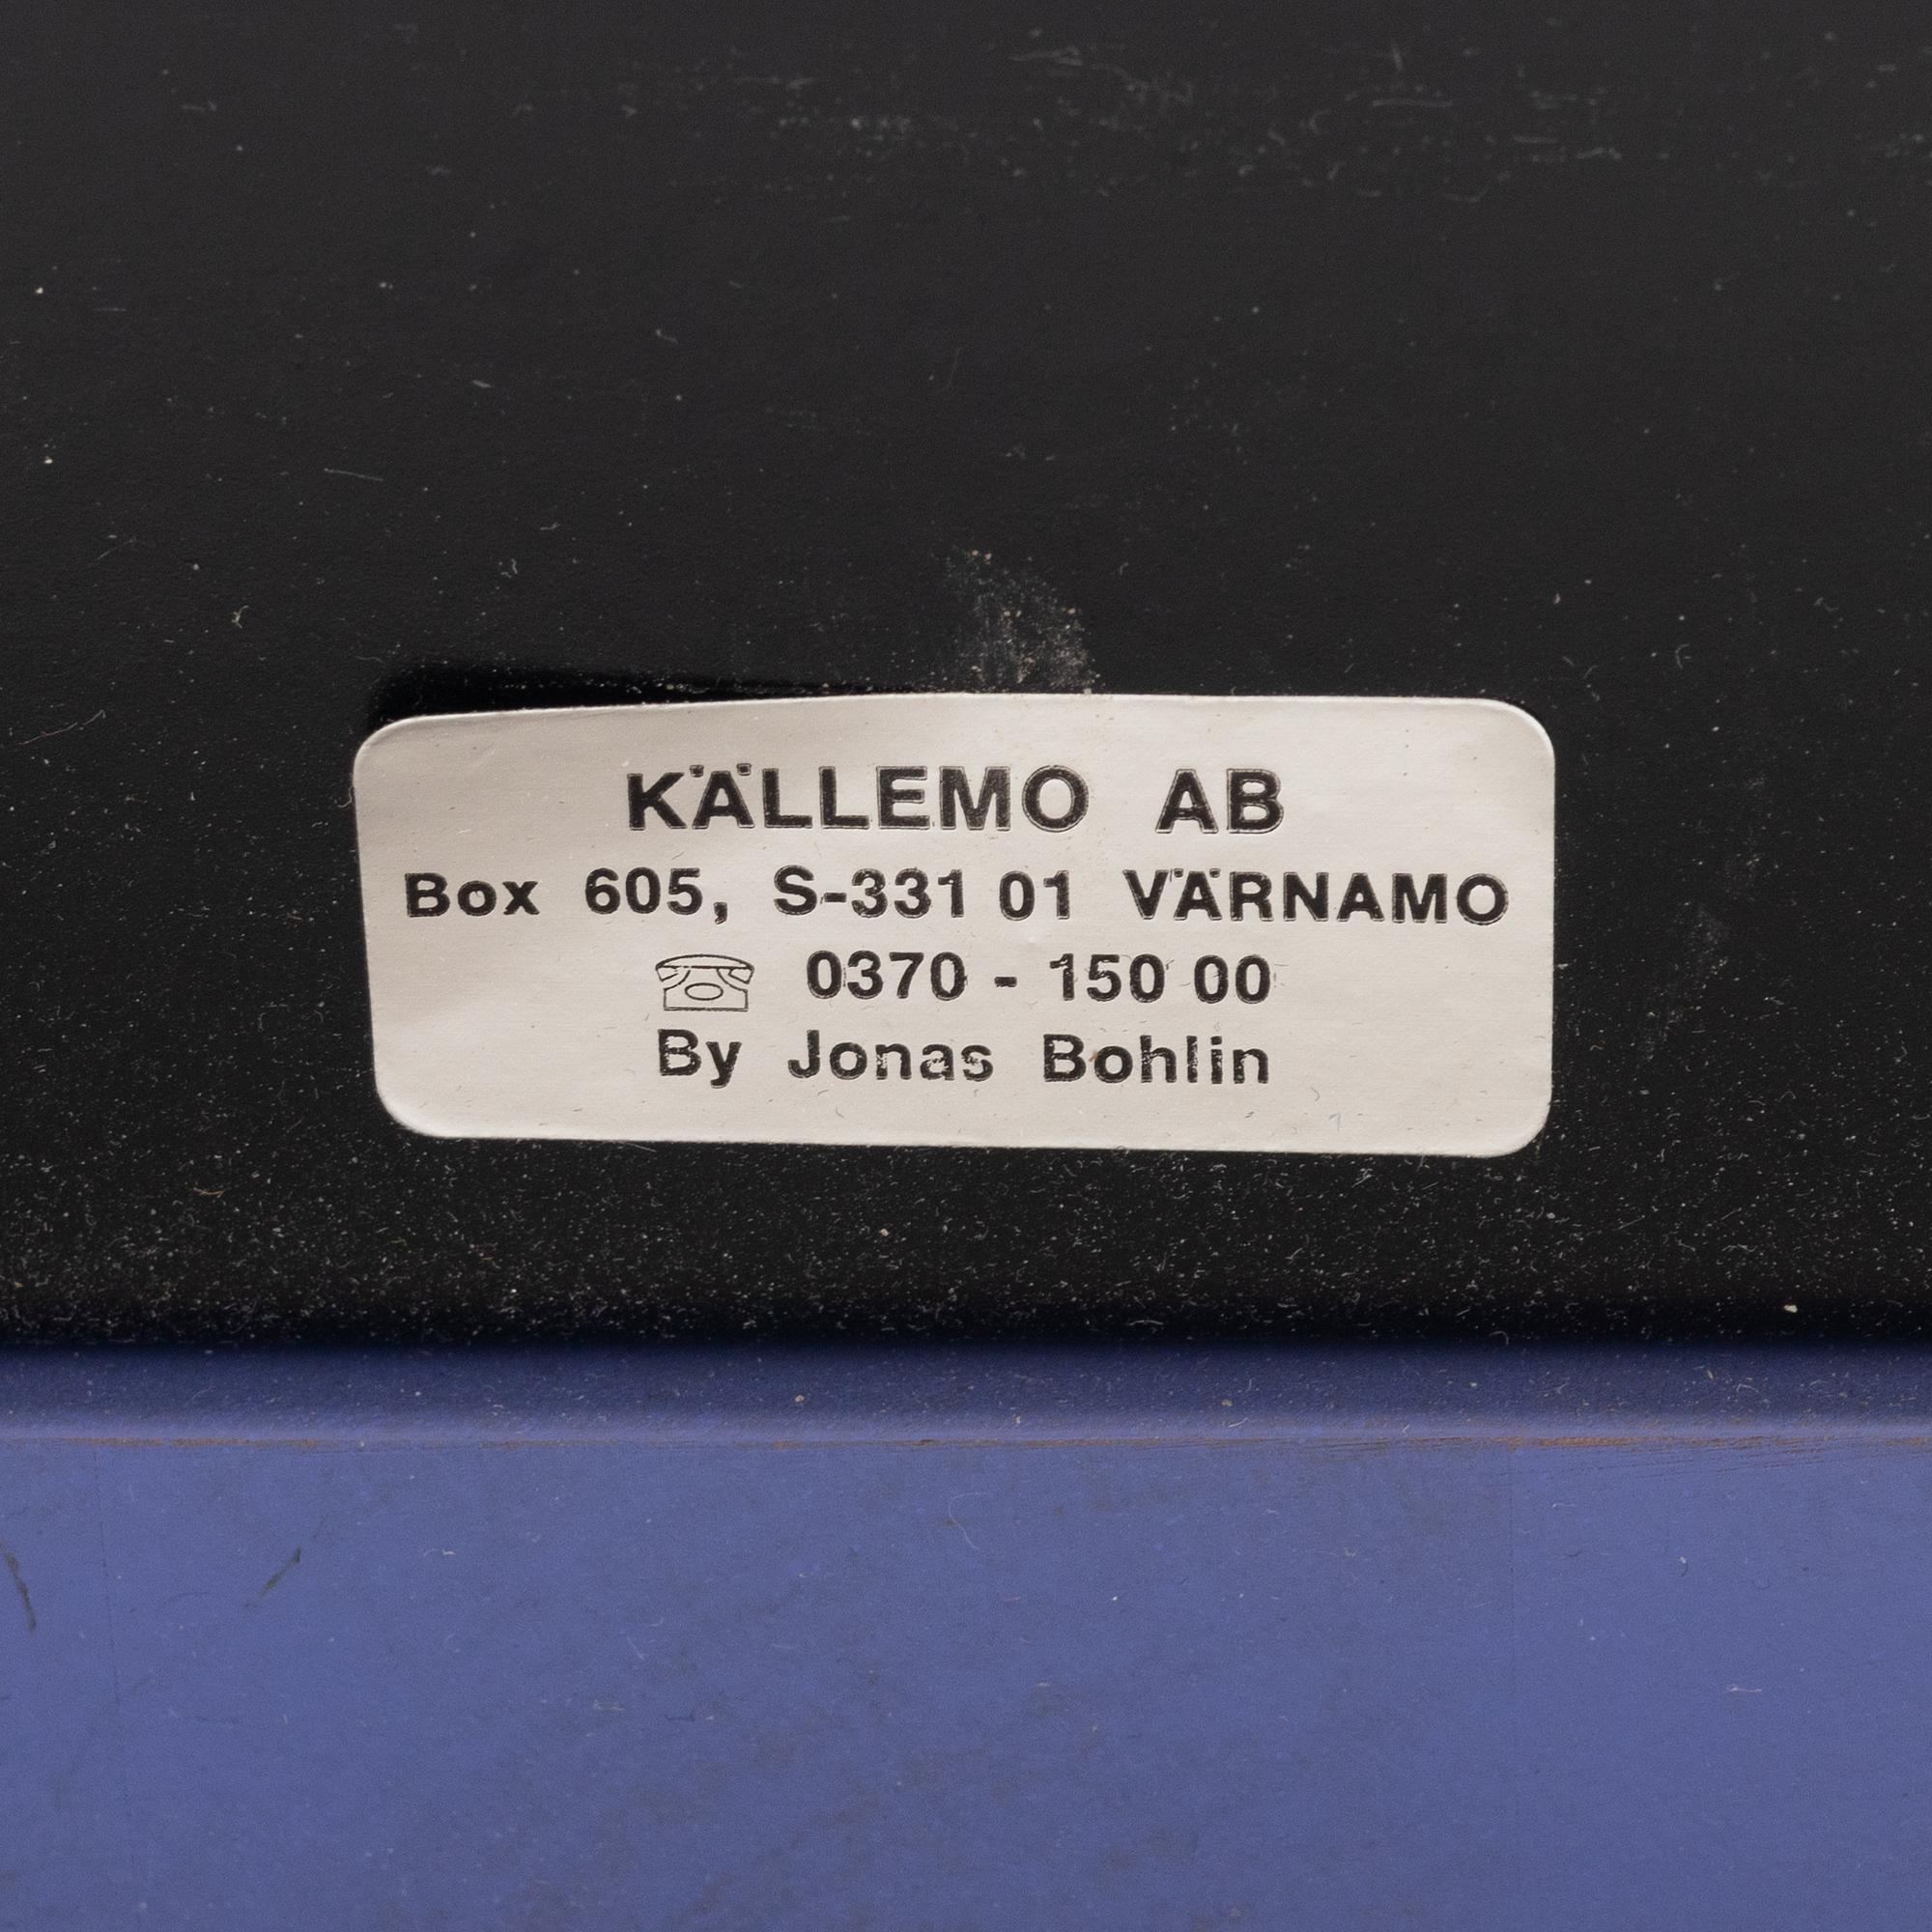 KÄLLEMO AB
Box 605, S-331 01 VÄRNAMO
☏ 0370 - 150 00
By Jonas Bohlin